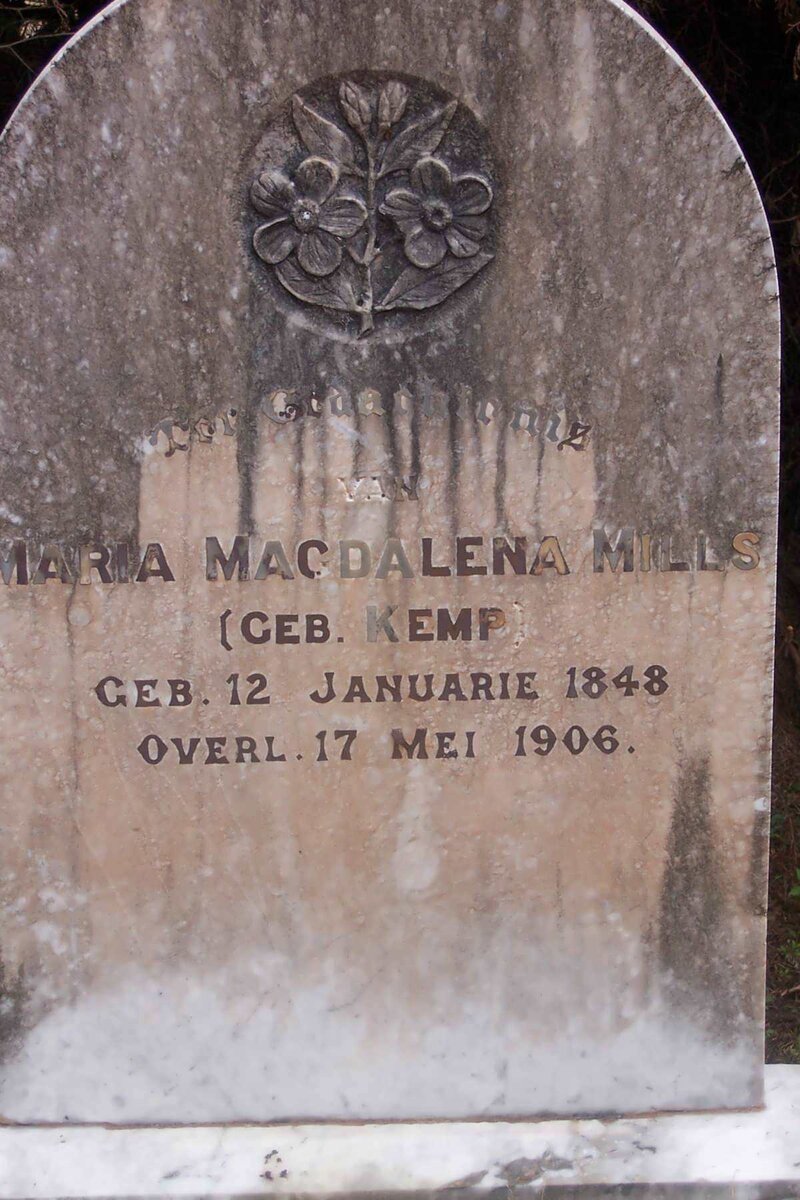 Ter Gedachtenis
VAN
MARIA MAGDALENA MILLS
(GEB. KEMP)
GEB. 12 JANUARIE 1848
OVERL. 17 MEI 1906.